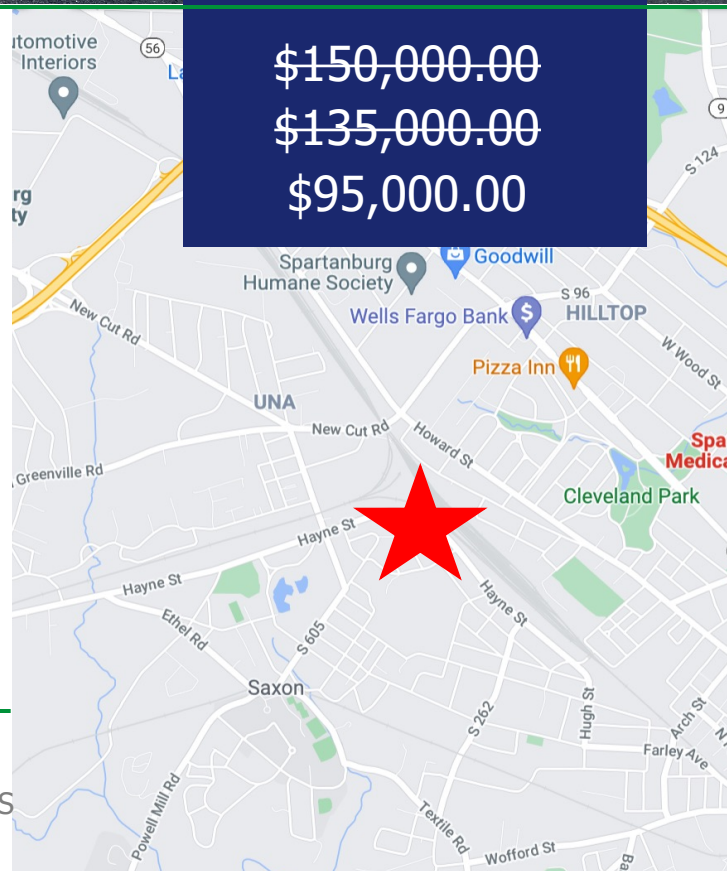 $150,000.00
$135,000.00
$95,000.00
Interiors
56
Spartanburg
Humane Society
Goodwill
Wells Fargo Bank
S 96
HILLTOP
S 124
9
New Cut Rd
Pizza Inn
W Wood St
UNA
New Cut Rd
Howard St
Greenville Rd
Cleveland Park
Hayne St
Hayne St
Hayne St
Ethel Rd
S 605
Saxon
S 262
Hugh St
Arch St
Farley Ave
Powell Mill Rd
Textile Rd
Wofford St